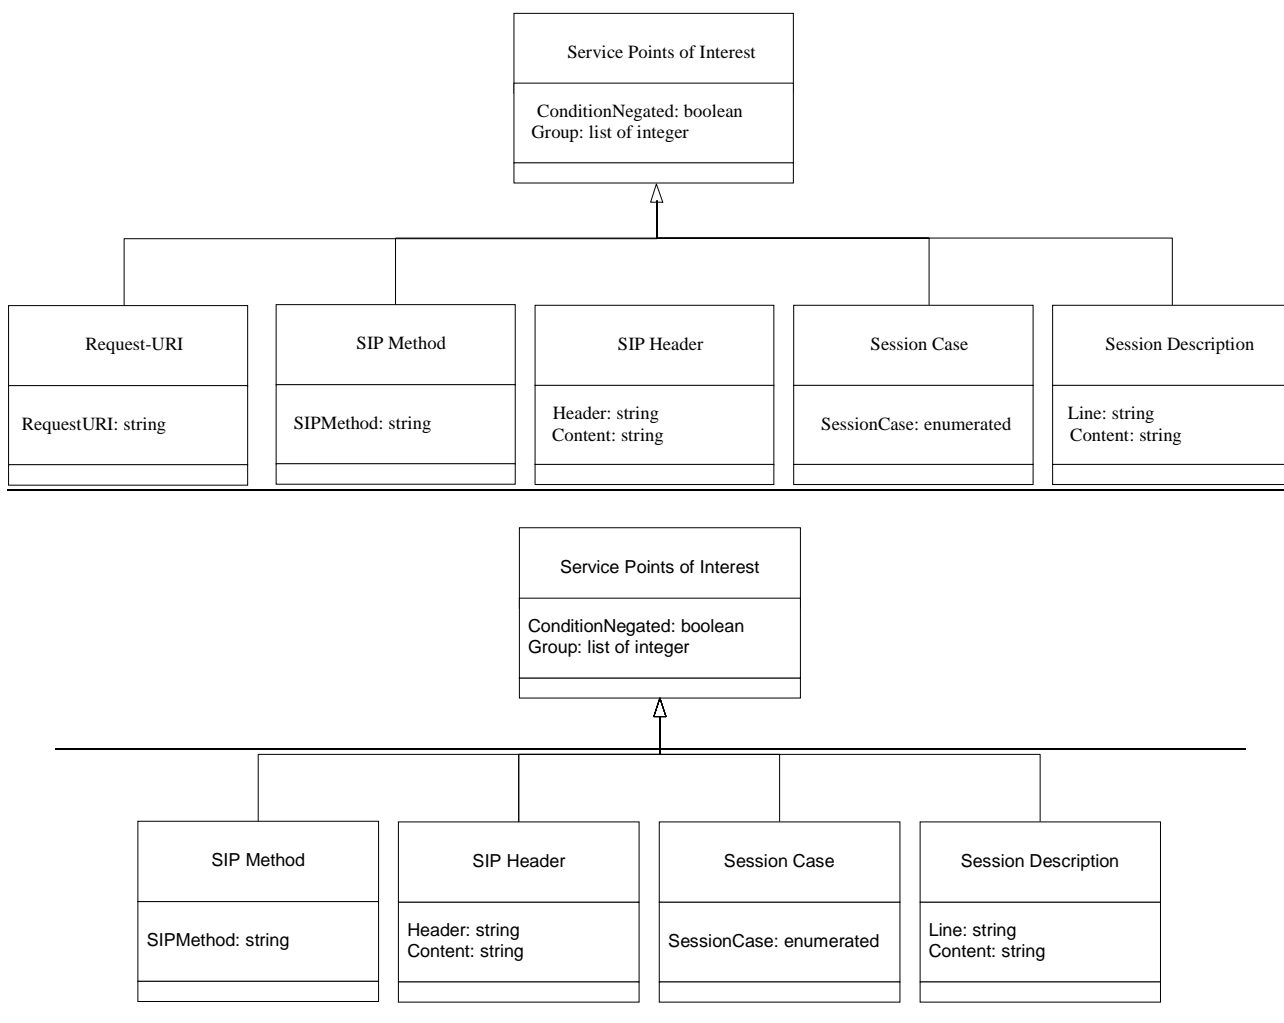 Service Points of Interest
ConditionNegated: boolean
Group: list of integer
Request-URI
RequestURI: string
SIP Method
SIPMethod: string
SIP Header
Header: string
Content: string
Session Case
SessionCase: enumerated
Session Description
Line: string
Content: string
Service Points of Interest
ConditionNegated: boolean
Group: list of integer
SIP Method
SIPMethod: string
SIP Header
Header: string
Content: string
Session Case
SessionCase: enumerated
Session Description
Line: string
Content: string